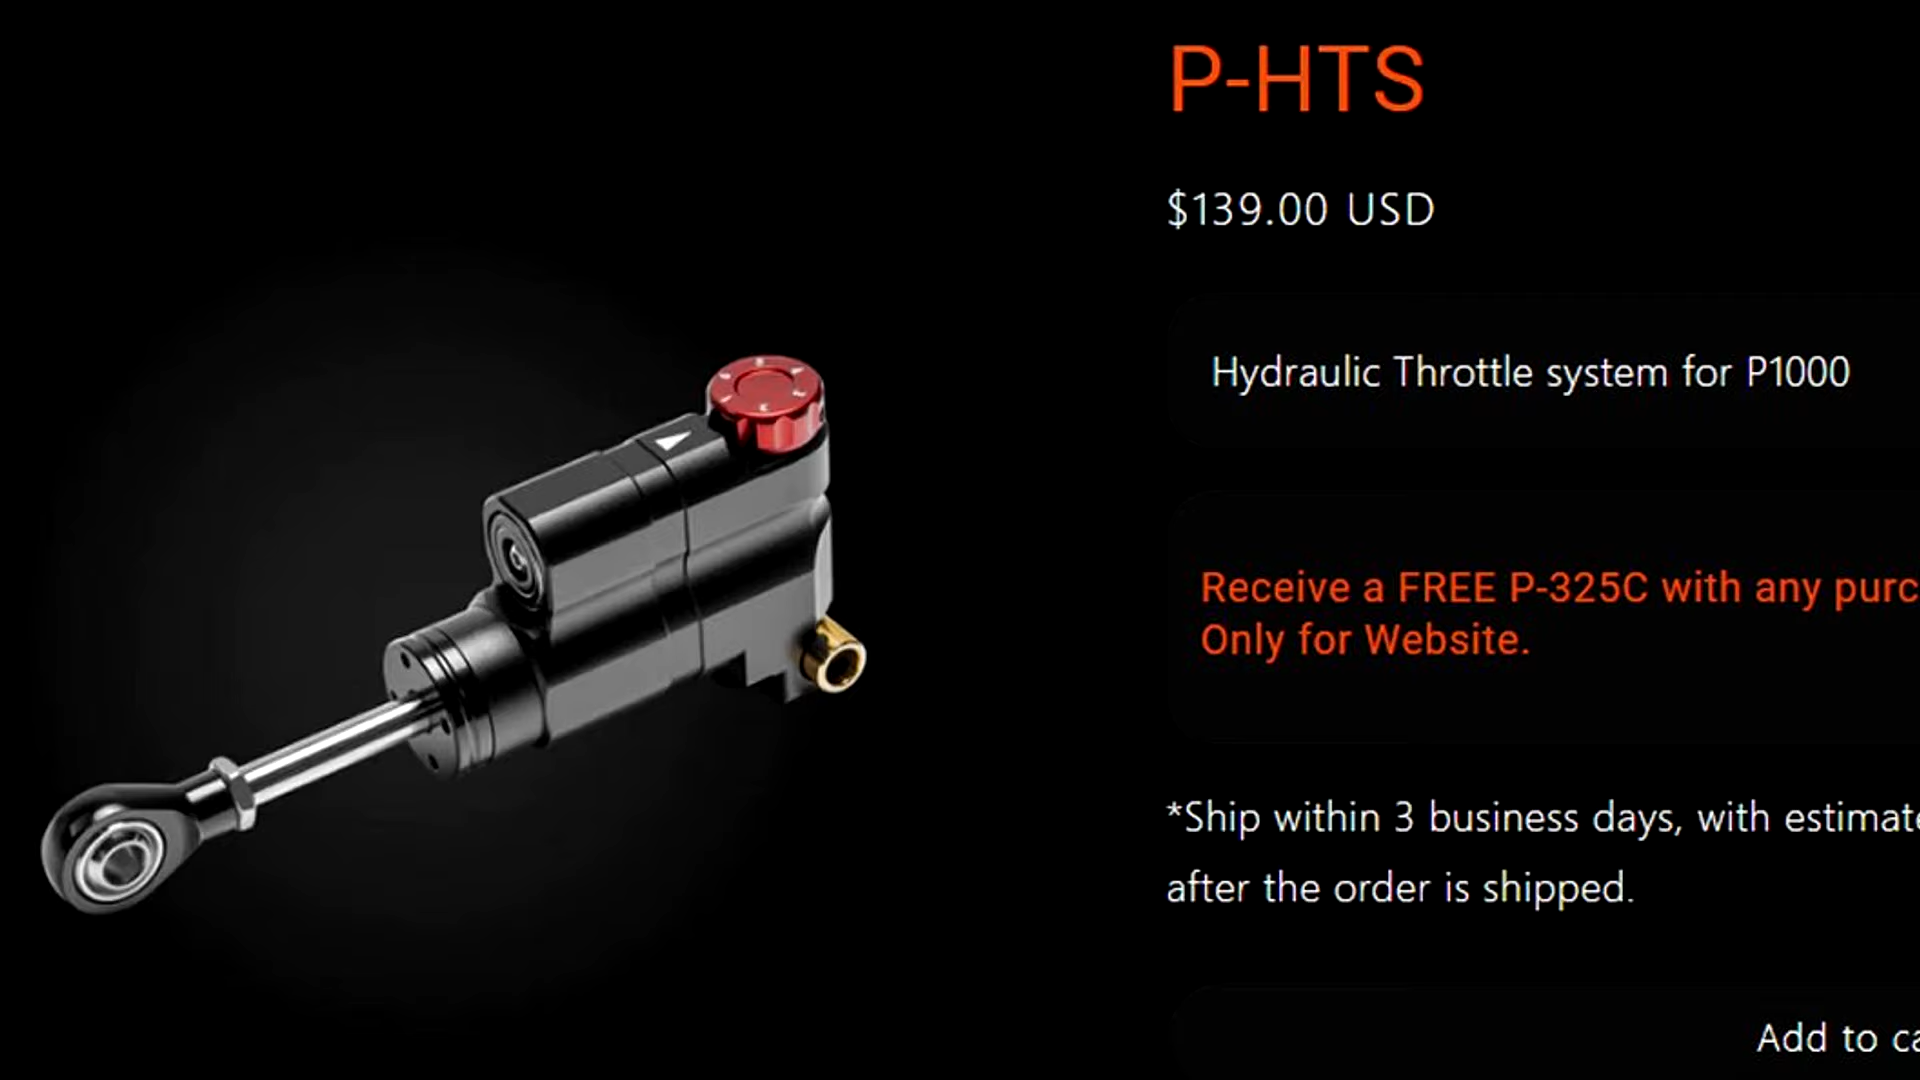 P-HTS
$139.00 USD
Hydraulic Throttle system for P1000
Receive a FREE P-325C with any purc
Only for Website.
*Ship within 3 business days, with estimate
after the order is shipped.
Add to ca